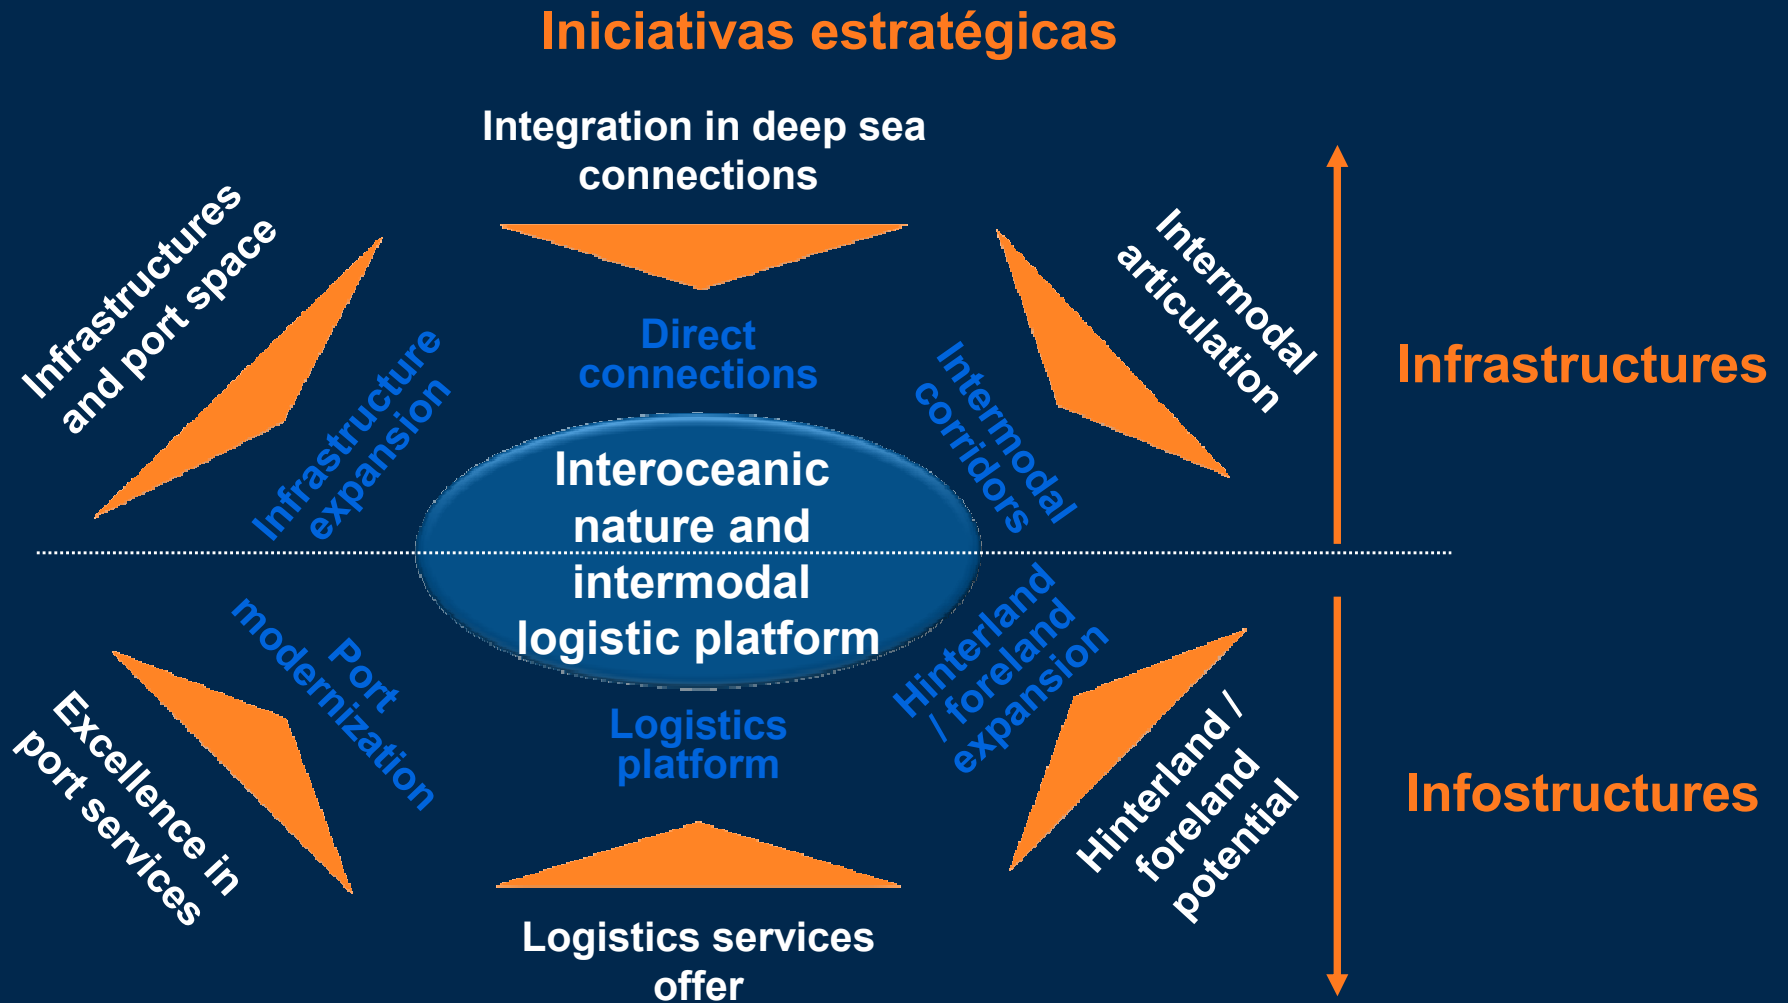 Iniciativas estratégicas
Integration in deep sea
connections
Infrastructures
and port space
Intermodal
articulation
Infrastructure
expansion
Direct
connections
Intermodal
corridors
Infrastructures
Interoceanic
nature and
intermodal
logistic platform
Port
modernization
Logistics
platform
Hinterland
/ foreland
expansion
Excellence in
port services
Hinterland /
foreland
potential
Infostructures
Logistics services
offer